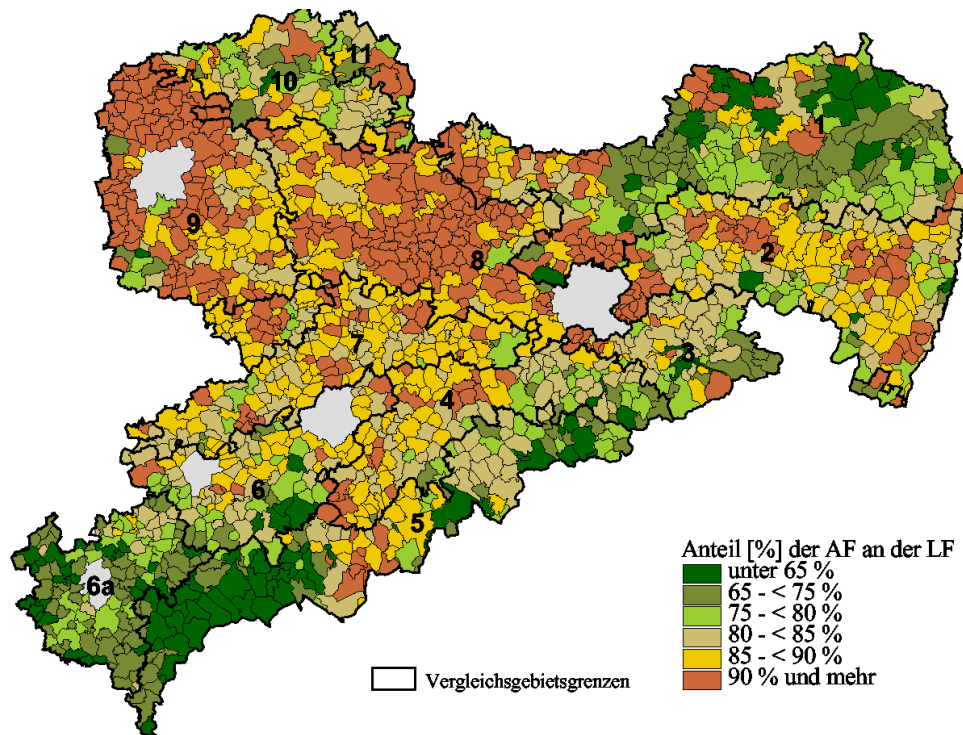 11
10
1
9
2
8
3
7
4
6
5
6a
Anteil [%] der AF an der LF
unter 65 %
65 - < 75 %
75 - < 80 %
80 - < 85 %
85 - < 90 %
90 % und mehr
Vergleichsgebietsgrenzen